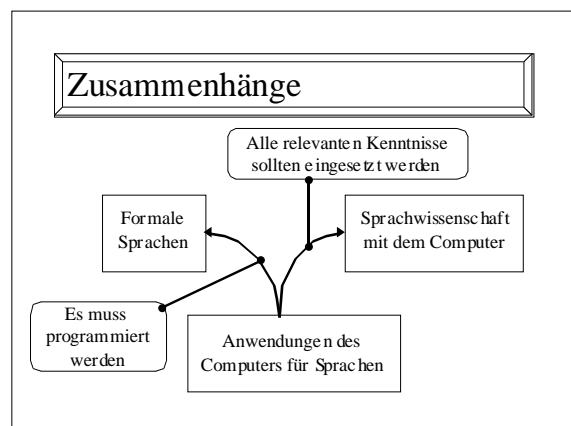 Zusammenhänge
Alle relevanten Kenntnisse
sollten eingesetzt werden
Formale
Sprachen
Sprachwissenschaft
mit dem Computer
Es muss
programmiert
werden
Anwendungen des
Computers für Sprachen